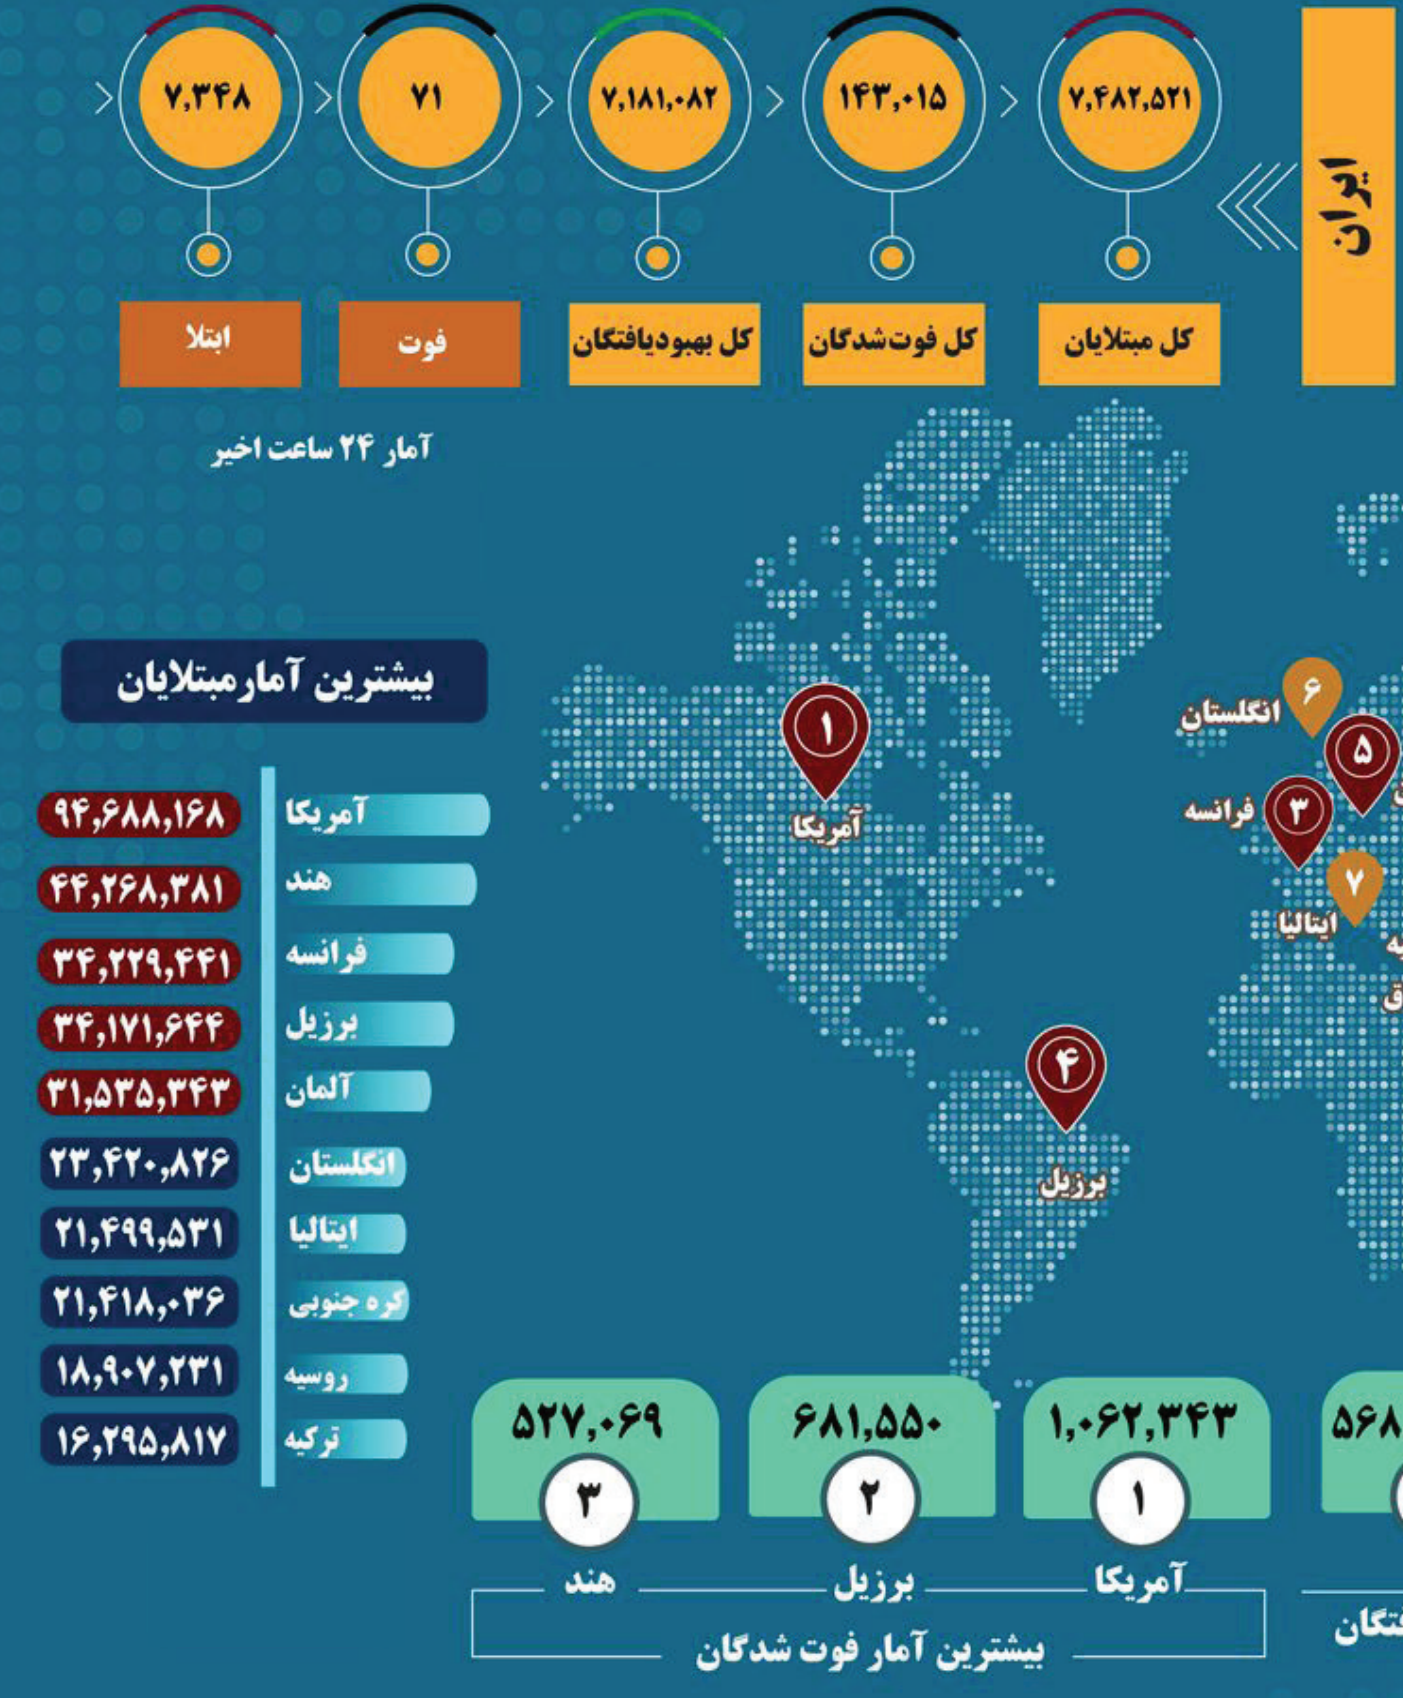 ایران
۷,۴۸۲,۵۲۱
کل مبتلایان
۱۴۳,۰۱۵
کل فوت‌شدگان
۷,۱۸۱,۰۸۲
کل بهبودیافتگان
۷۱
فوت
۷,۳۴۸
ابتلا
آمار ۲۴ ساعت اخیر
۶
انگلستان
۵
۳
فرانسه
۷
ایتالیا
۱
آمریکا
۴
برزیل
بیشترین آمار مبتلایان
آمریکا ۹۴,۶۸۸,۱۶۸
هند ۴۴,۲۶۸,۳۸۱
فرانسه ۳۴,۲۲۹,۴۴۱
برزیل ۳۴,۱۷۱,۶۴۴
آلمان ۳۱,۵۳۵,۳۴۳
انگلستان ۲۳,۴۲۰,۸۲۶
ایتالیا ۲۱,۴۹۹,۵۳۱
کره جنوبی ۲۱,۴۱۸,۰۳۶
روسیه ۱۸,۹۰۷,۲۳۱
ترکیه ۱۶,۲۹۵,۸۱۷
۵۶۸
۱,۰۶۲,۳۴۳
۱
آمریکا
۶۸۱,۵۵۰
۲
برزیل
۵۲۷,۰۶۹
۳
هند
بیشترین آمار فوت شدگان